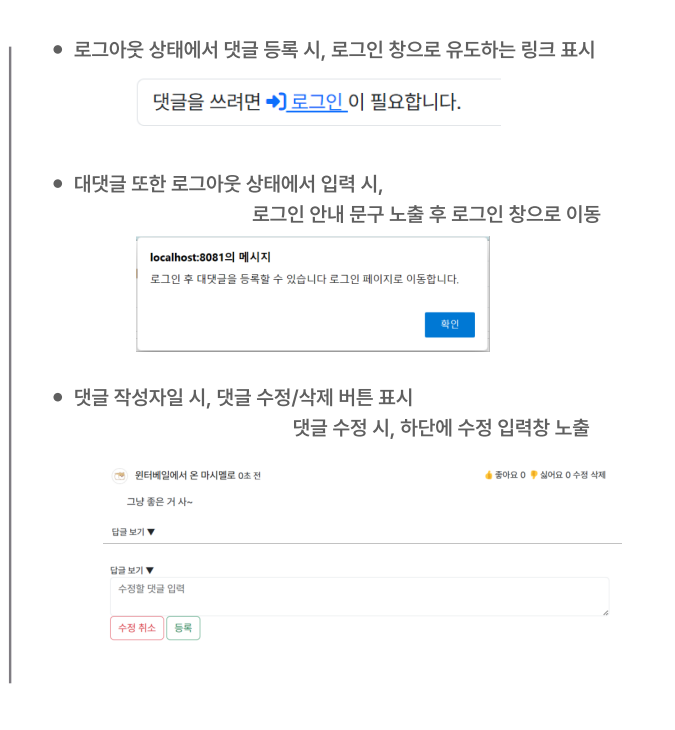 로그아웃 상태에서 댓글 등록 시, 로그인 창으로 유도하는 링크 표시
댓글을 쓰려면 로그인 이 필요합니다.
대댓글 또한 로그아웃 상태에서 입력 시,
로그인 안내 문구 노출 후 로그인 창으로 이동
localhost:8081의 메시지
로그인 후 대댓글을 등록할 수 있습니다 로그인 페이지로 이동합니다.
확인
댓글 작성자일 시, 댓글 수정/삭제 버튼 표시
댓글 수정 시, 하단에 수정 입력창 노출
윈터베일에서 온 마시멜로 0초 전 👍 좋아요 0 👎 싫어요 0 수정 삭제
그냥 좋은 거 사~
답글 보기 ▼
답글 보기 ▼
수정할 댓글 입력
수정 취소 등록